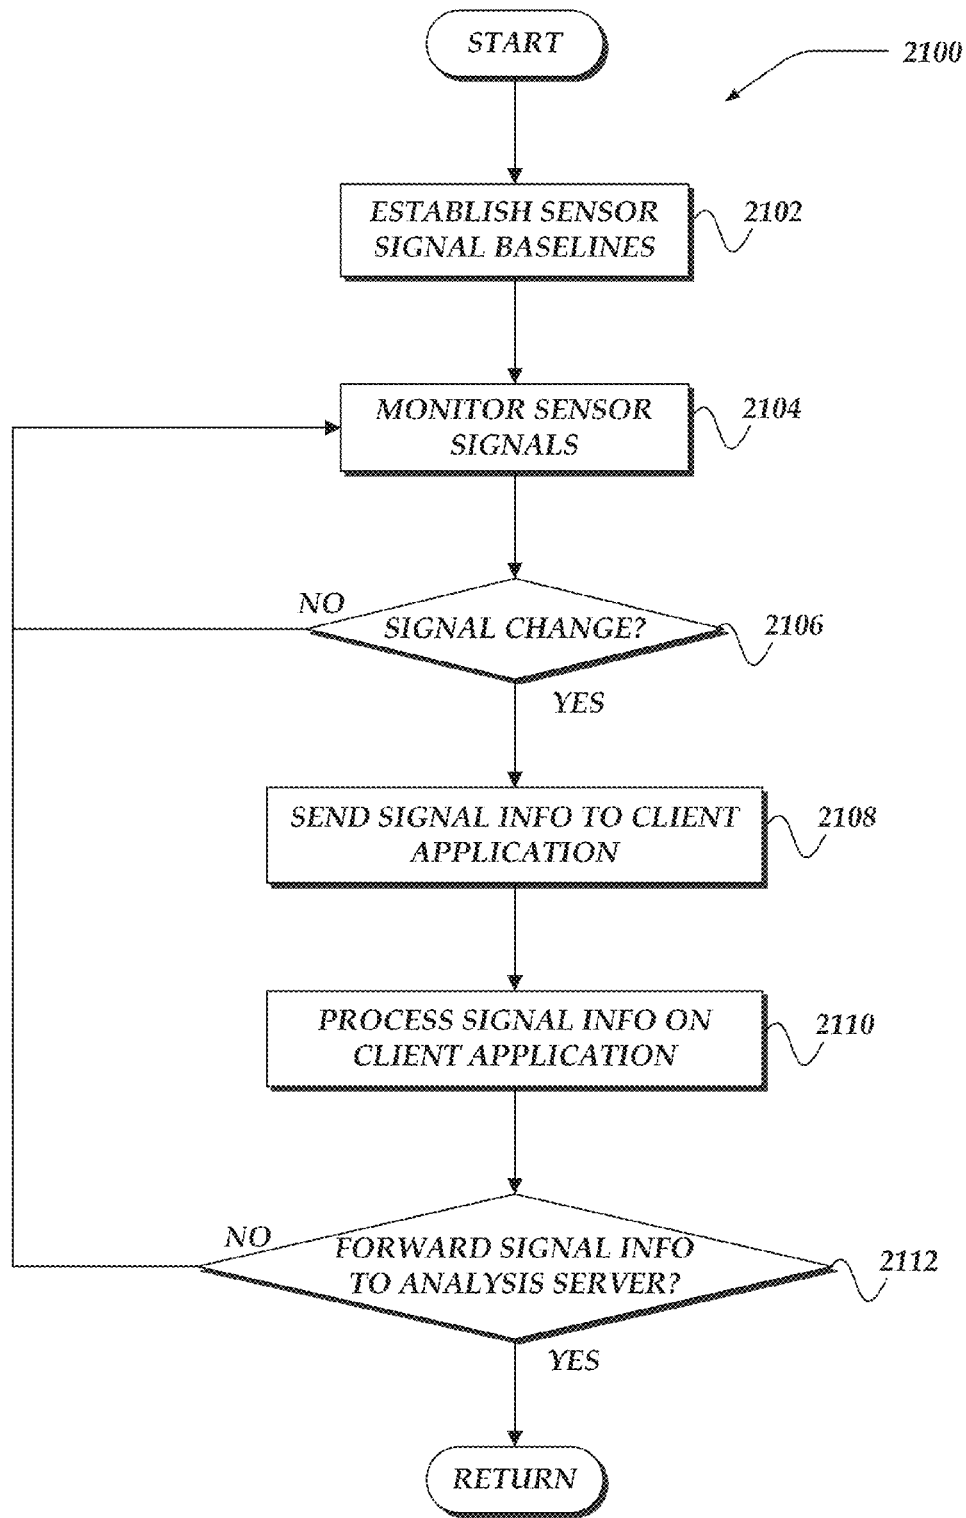 START
2100
ESTABLISH SENSOR
SIGNAL BASELINES
2102
MONITOR SENSOR
SIGNALS
2104
NO
SIGNAL CHANGE?
2106
YES
SEND SIGNAL INFO TO CLIENT
APPLICATION
2108
PROCESS SIGNAL INFO ON
CLIENT APPLICATION
2110
NO
FORWARD SIGNAL INFO
TO ANALYSIS SERVER?
2112
YES
RETURN